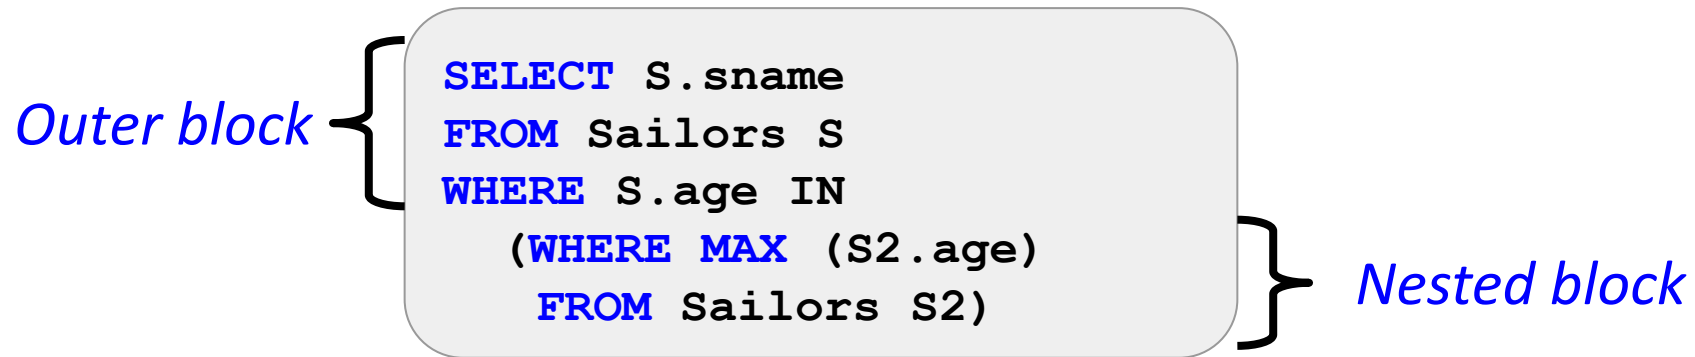 Outer block
SELECT S.sname
FROM Sailors S
WHERE S.age IN
(WHERE MAX (S2.age)
FROM Sailors S2)
Nested block